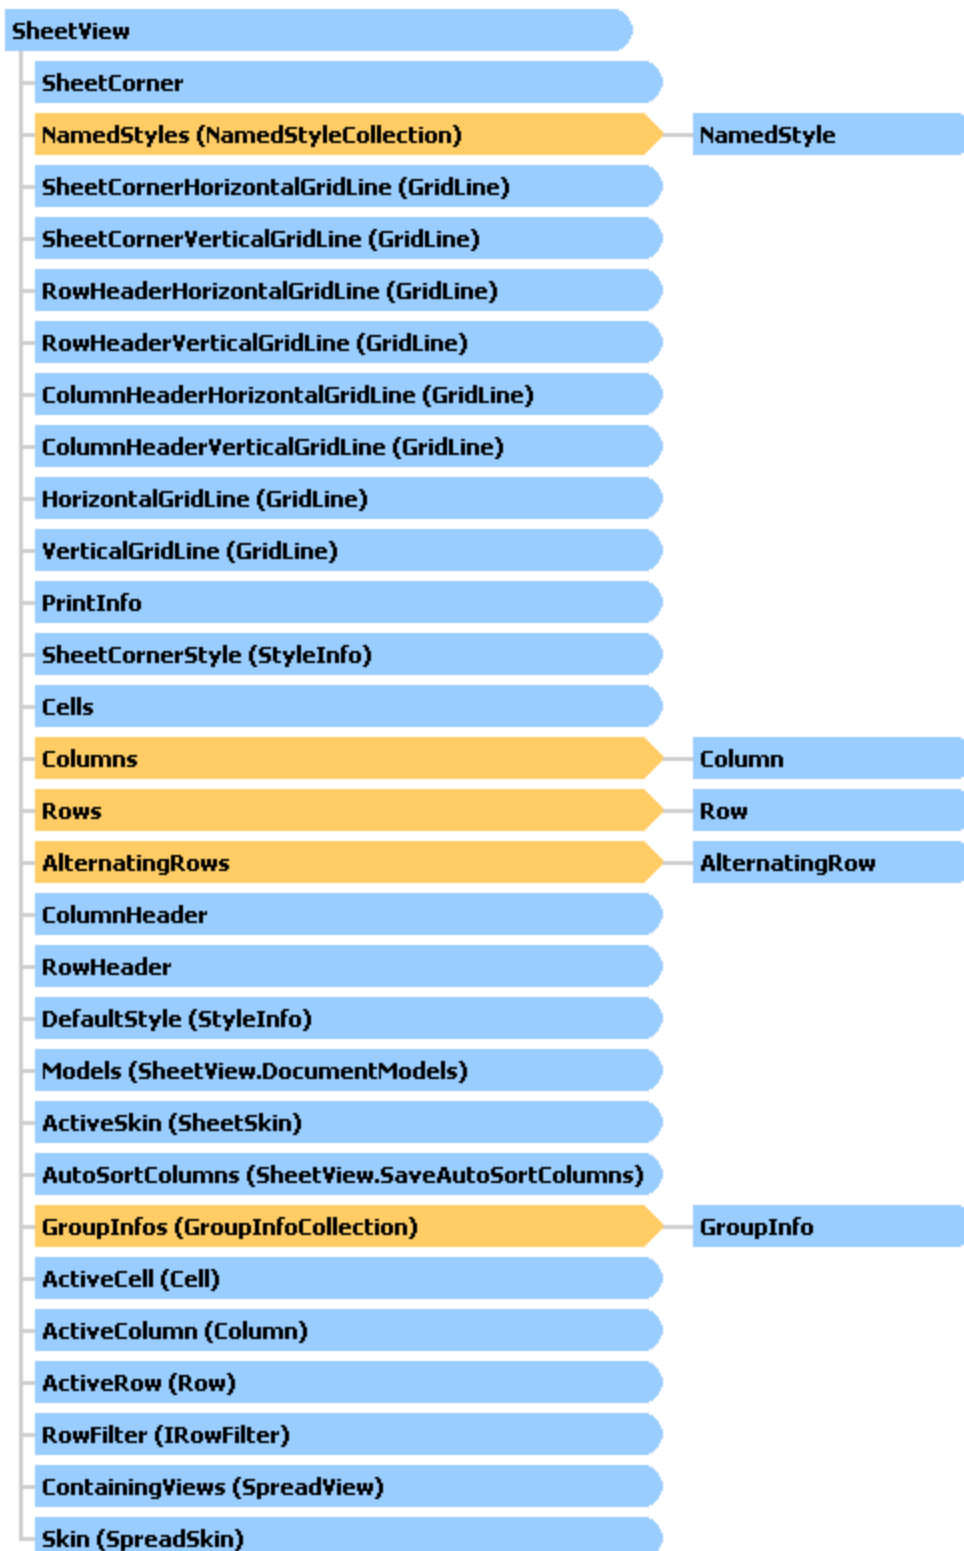 SheetView
SheetCorner
NamedStyles (NamedStyleCollection) NamedStyle
SheetCornerHorizontalGridLine (GridLine)
SheetCornerVerticalGridLine (GridLine)
RowHeaderHorizontalGridLine (GridLine)
RowHeaderVerticalGridLine (GridLine)
ColumnHeaderHorizontalGridLine (GridLine)
ColumnHeaderVerticalGridLine (GridLine)
HorizontalGridLine (GridLine)
VerticalGridLine (GridLine)
PrintInfo
SheetCornerStyle (StyleInfo)
Cells
Columns Column
Rows Row
AlternatingRows AlternatingRow
ColumnHeader
RowHeader
DefaultStyle (StyleInfo)
Models (SheetView.DocumentModels)
ActiveSkin (SheetSkin)
AutoSortColumns (SheetView.SaveAutoSortColumns)
GroupInfos (GroupInfoCollection) GroupInfo
ActiveCell (Cell)
ActiveColumn (Column)
ActiveRow (Row)
RowFilter (IRowFilter)
ContainingViews (SpreadView)
Skin (SpreadSkin)